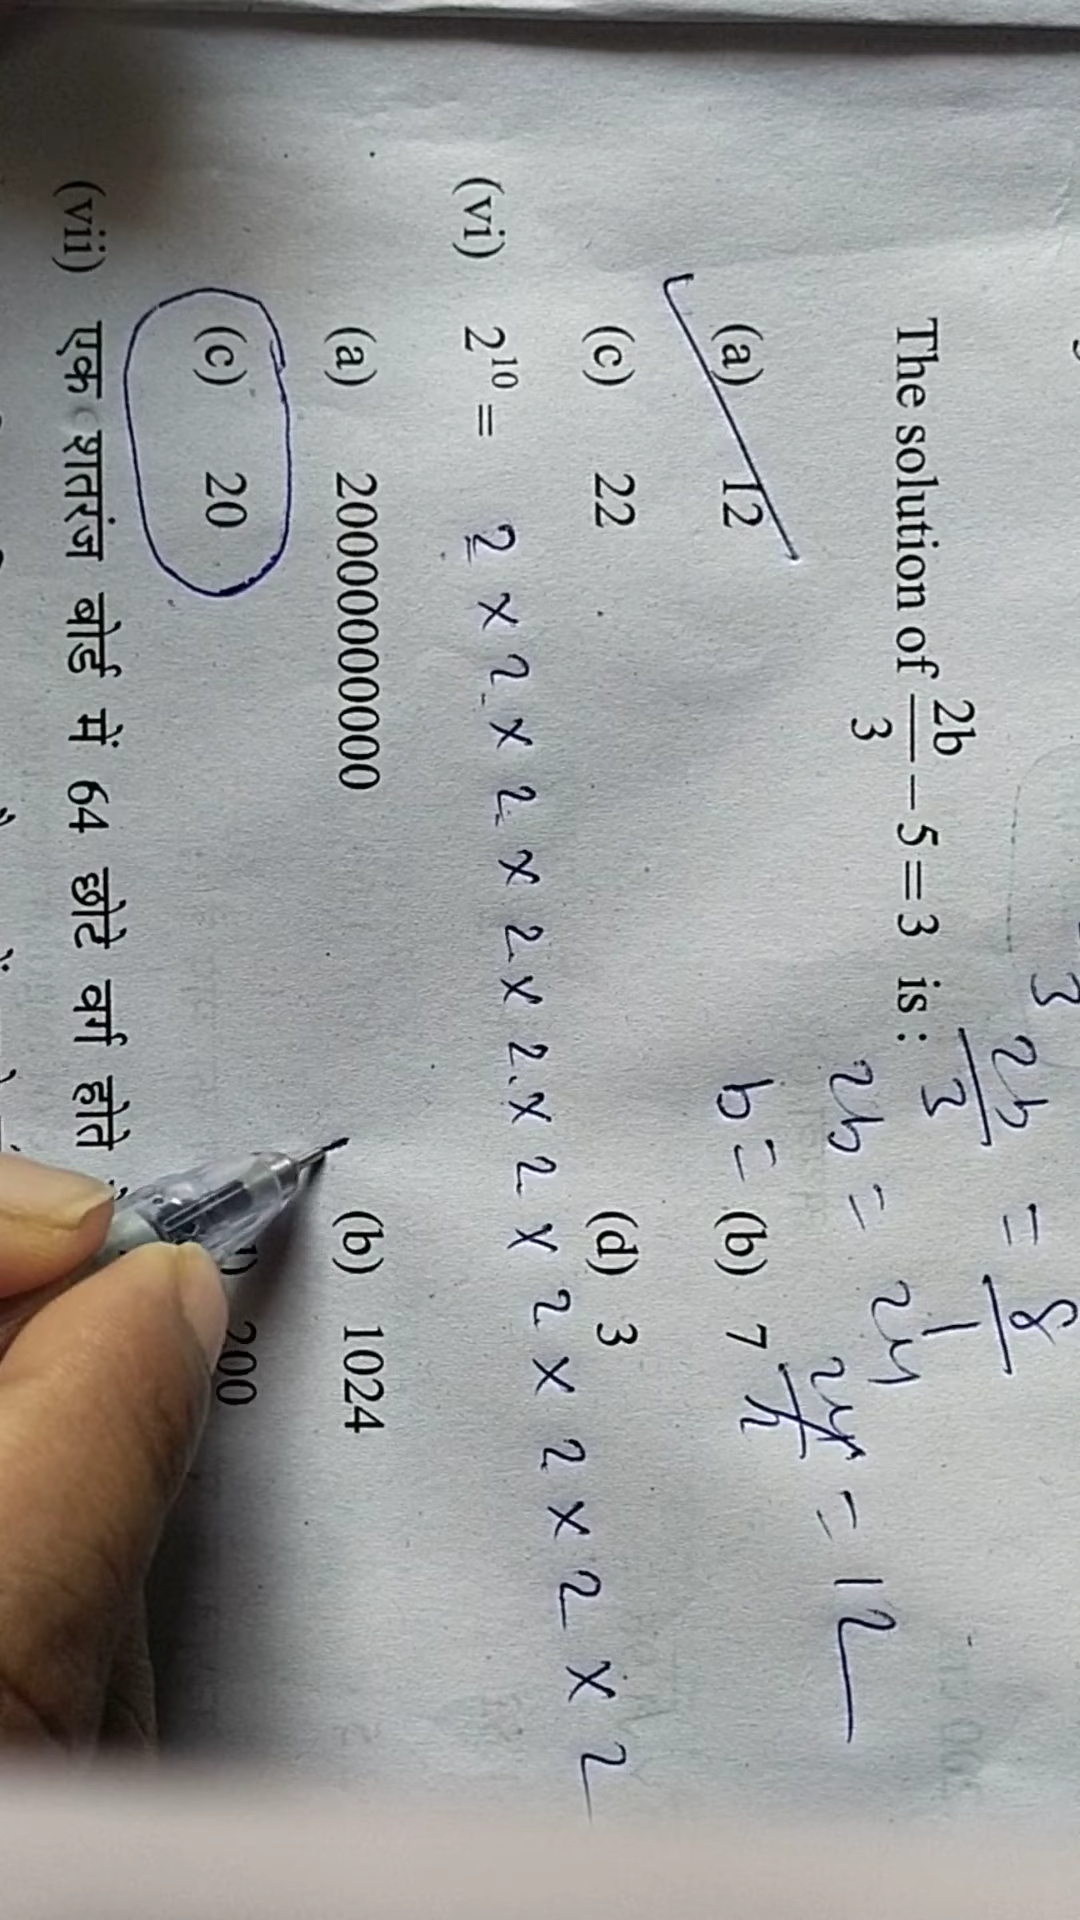 The solution of 2b/3 − 5 = 3 is :
3
2b/3 = 8/1
2b = 24
b = 24/2 = 12
(a) 12 (b) 7
(c) 22 (d) 3
(vi) 2¹⁰ = 2 × 2 × 2 × 2 × 2 × 2 × 2 × 2 × 2 × 2
(a) 20000000000 (b) 1024
(c) 20 200
(vii) एक शतरंज बोर्ड में 64 छोटे वर्ग होते